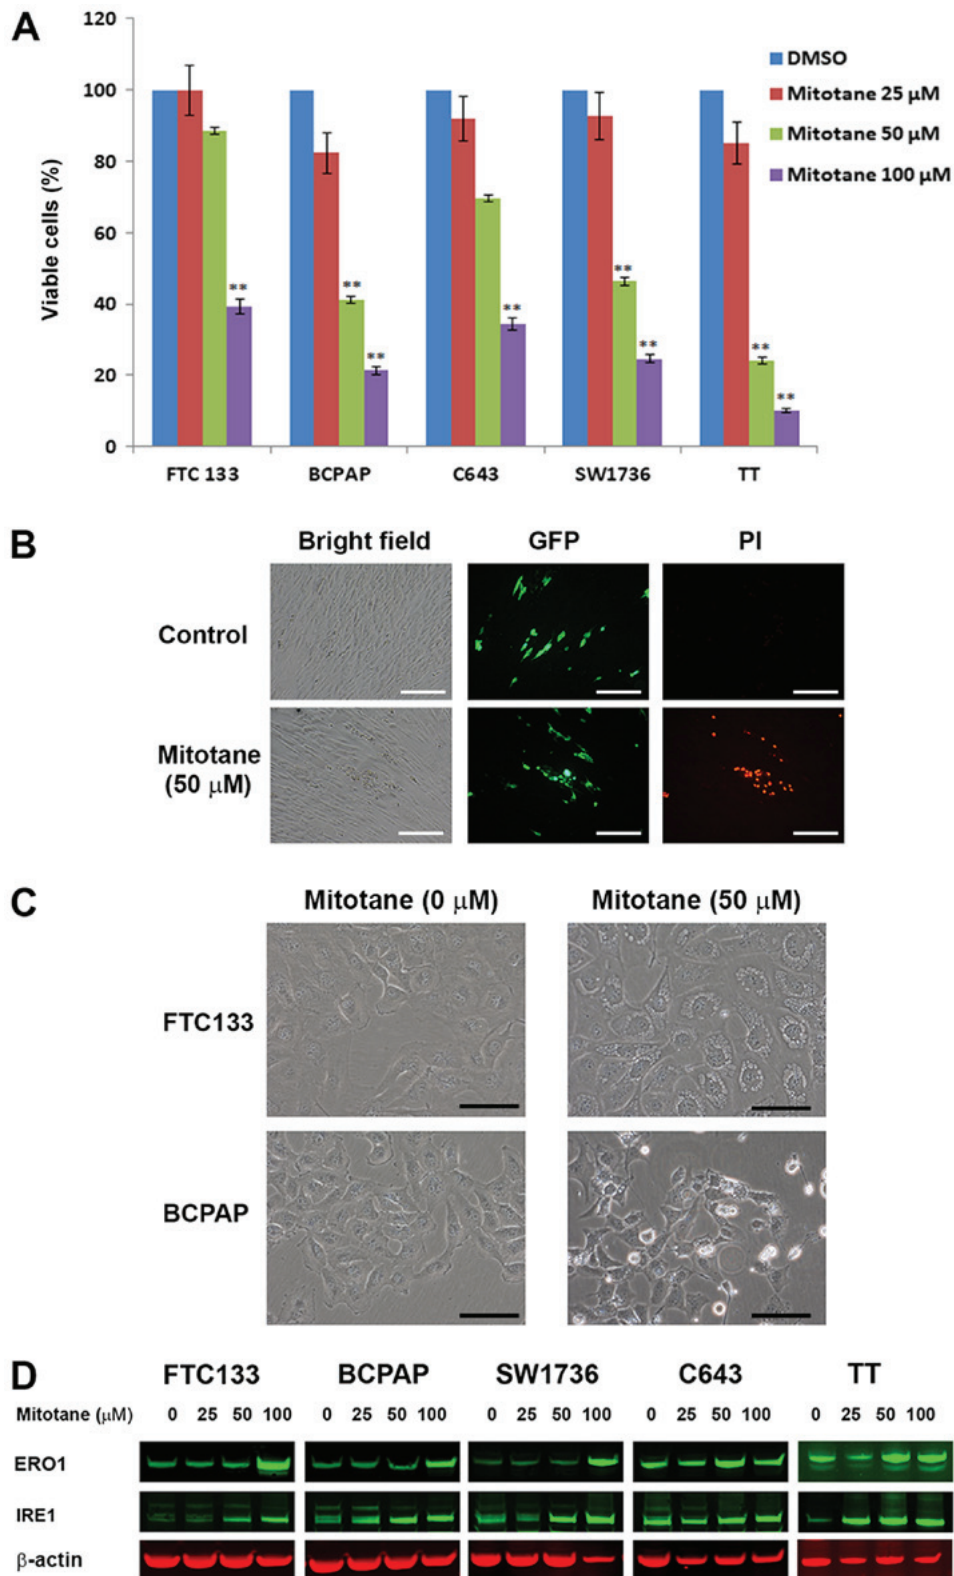 A
120
100
80
60
40
20
0
Viable cells (%)
DMSO
Mitotane 25 µM
Mitotane 50 µM
Mitotane 100 µM
**
**
**
**
**
**
**
**
FTC 133 BCPAP C643 SW1736 TT
B
Bright field GFP PI
Control
Mitotane
(50 µM)
C
Mitotane (0 µM) Mitotane (50 µM)
FTC133
BCPAP
D
FTC133 BCPAP SW1736 C643 TT
Mitotane (µM) 0 25 50 100 0 25 50 100 0 25 50 100 0 25 50 100 0 25 50 100
ERO1
IRE1
β-actin